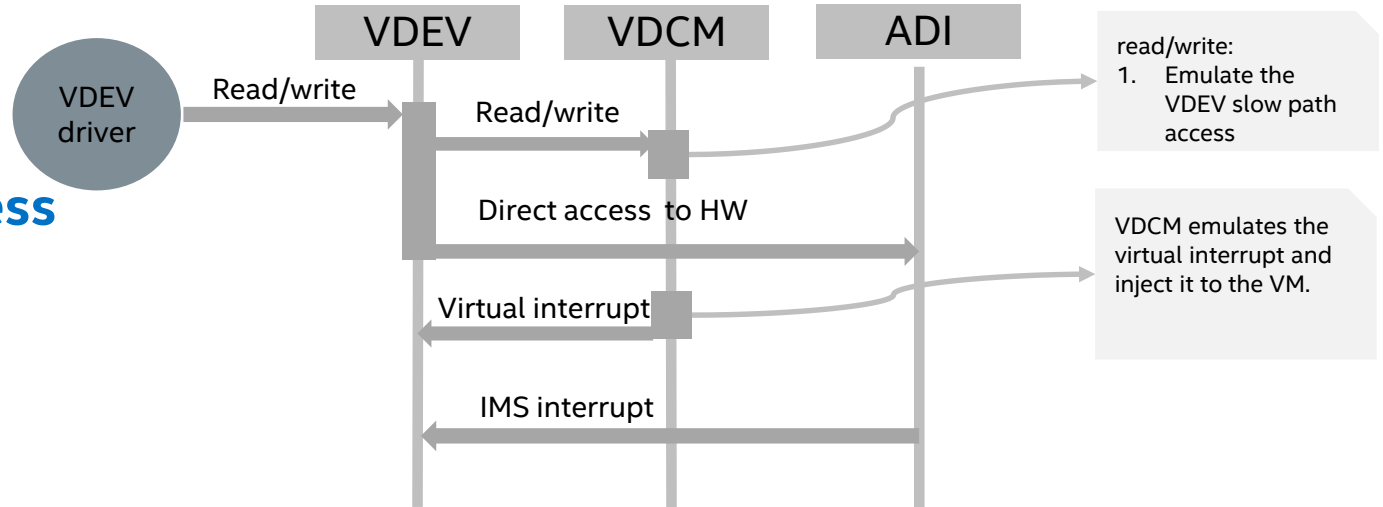 VDEV
VDCM
ADI
VDEV
driver
Read/write
Read/write
Direct access to HW
Virtual interrupt
IMS interrupt
read/write:
1. Emulate the
VDEV slow path
access
VDCM emulates the
virtual interrupt and
inject it to the VM.
ess